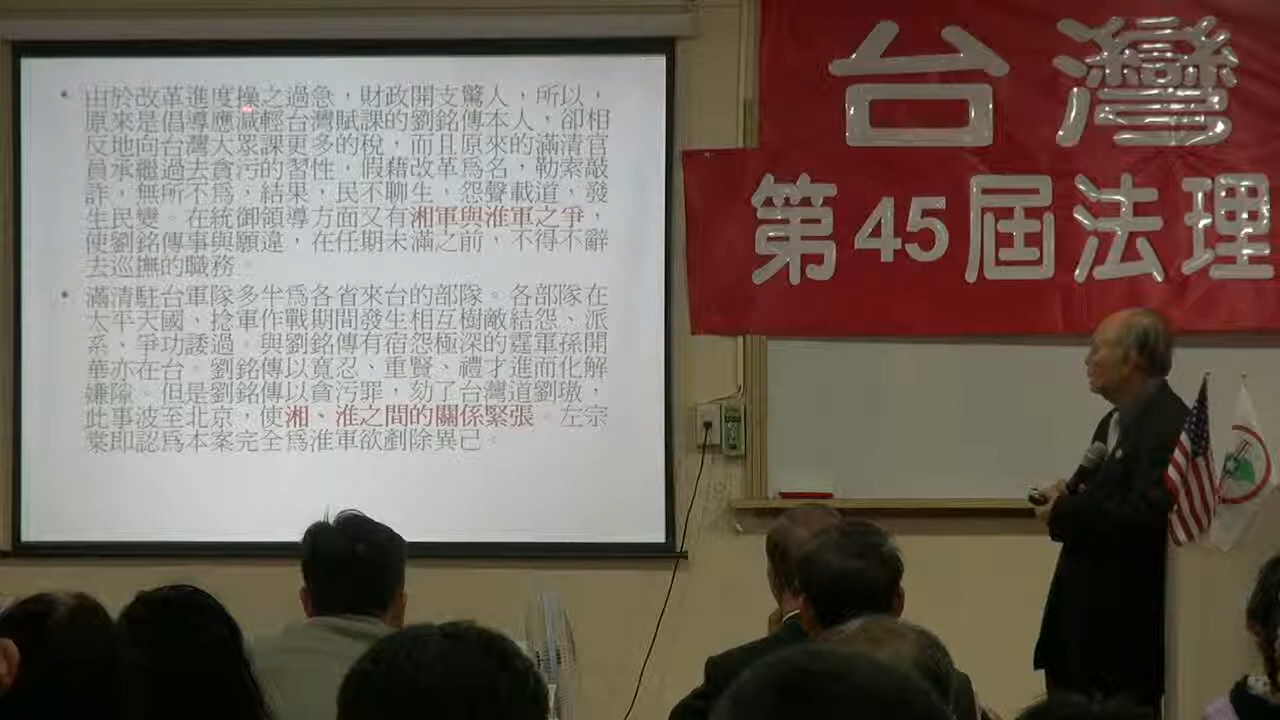 • 由於改革進度操之過急，財政開支驚人，所以，
原來是倡導應減輕台灣賦課的劉銘傳本人，卻相
反地向台灣大眾課更多的稅，而且原來的滿清官
員承繼過去貪污的習性，假藉改革為名，勒索敲
詐，無所不為，結果，民不聊生，怨聲載道，發
生民變。在統御領導方面又有湘軍與淮軍之爭，
使劉銘傳事與願違，在任期未滿之前，不得不辭
去巡撫的職務。
• 滿清駐台軍隊多半為各省來台的部隊。各部隊在
太平天國、捻軍作戰期間發生相互樹敵結怨、派
系、爭功諉過。與劉銘傳有宿怨極深的嘉軍孫開
華亦在台。劉銘傳以寬忍、重賢、禮才進而化解
嫌隙。但是劉銘傳以貪污罪，劾了台灣道劉璈，
此事波至北京，使湘、淮之間的關係緊張。左宗
棠即認為本案完全為淮軍欲剷除異己。
台灣
第45屆法理